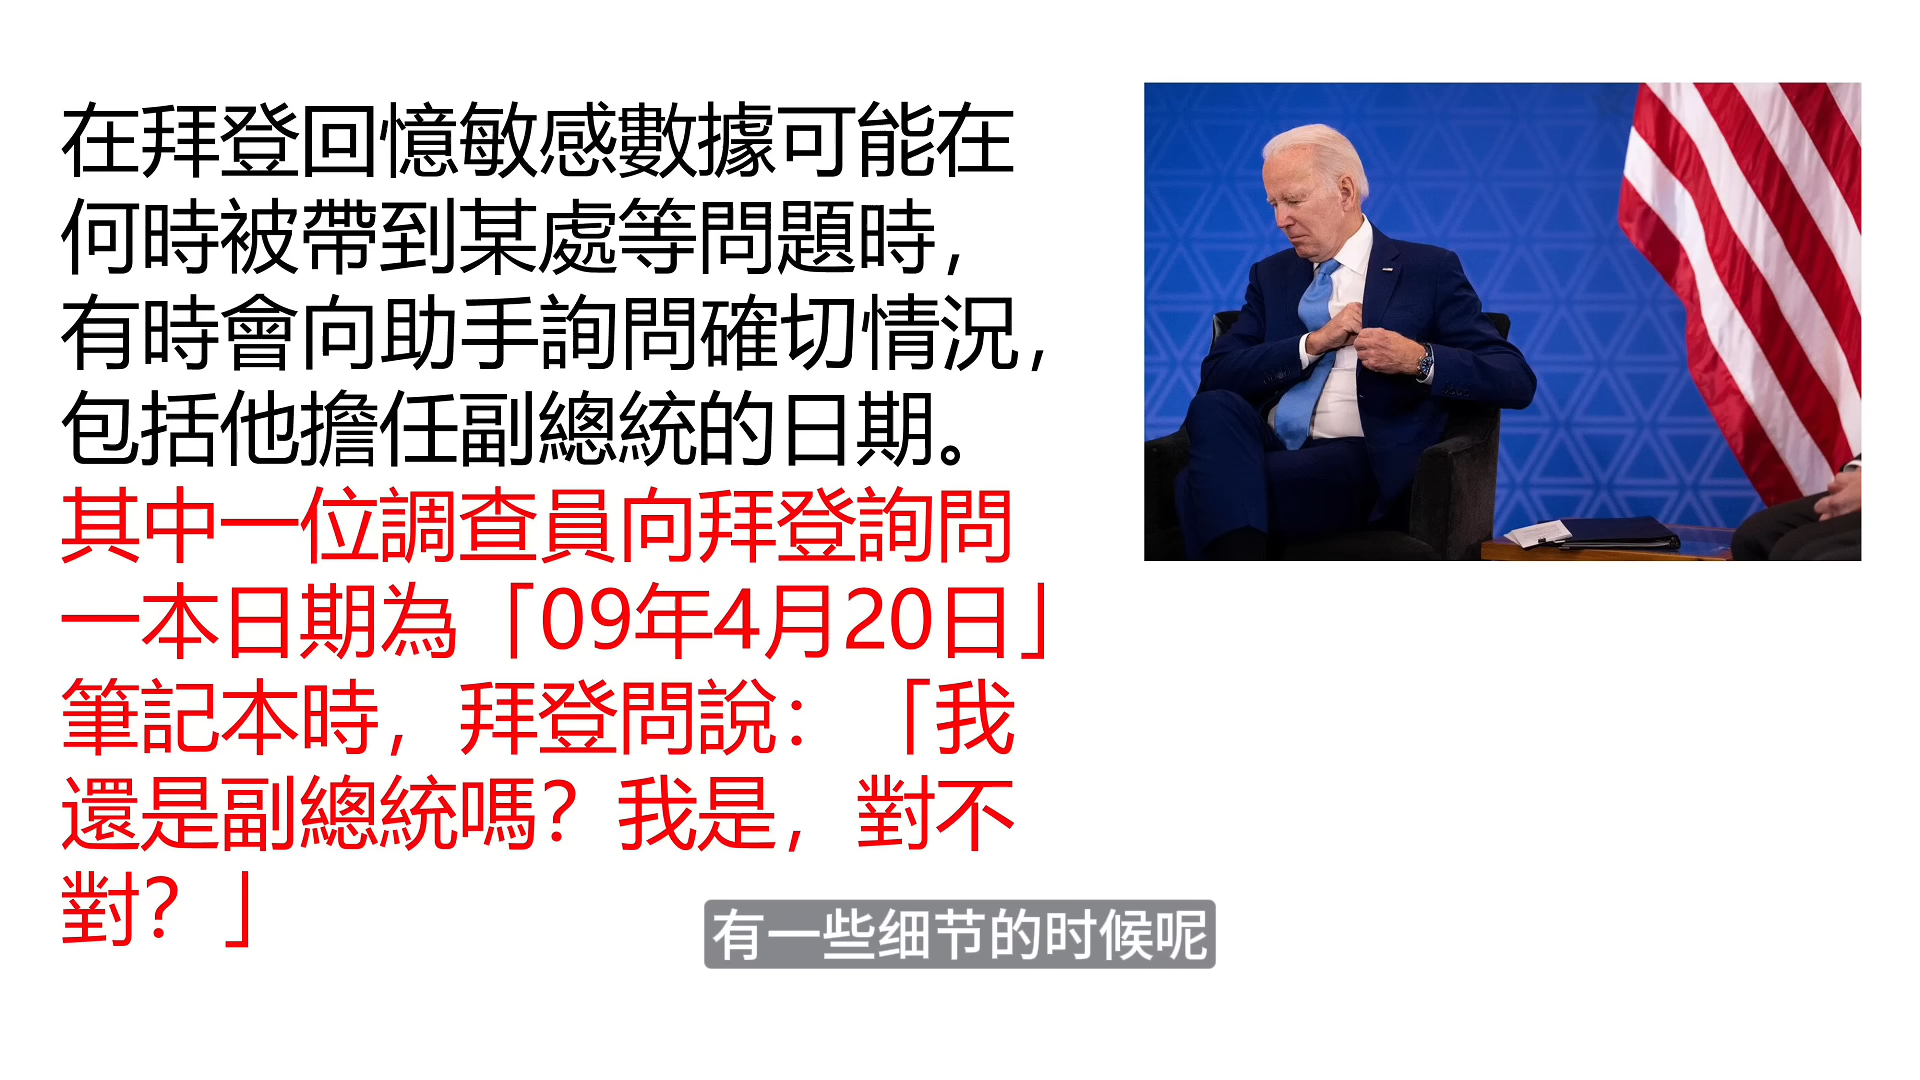 在拜登回憶敏感數據可能在
何時被帶到某處等問題時，
有時會向助手詢問確切情況，
包括他擔任副總統的日期。
其中一位調查員向拜登詢問
一本日期為「09年4月20日」
筆記本時，拜登問說：「我
還是副總統嗎？我是，對不
對？」
有一些细节的时候呢